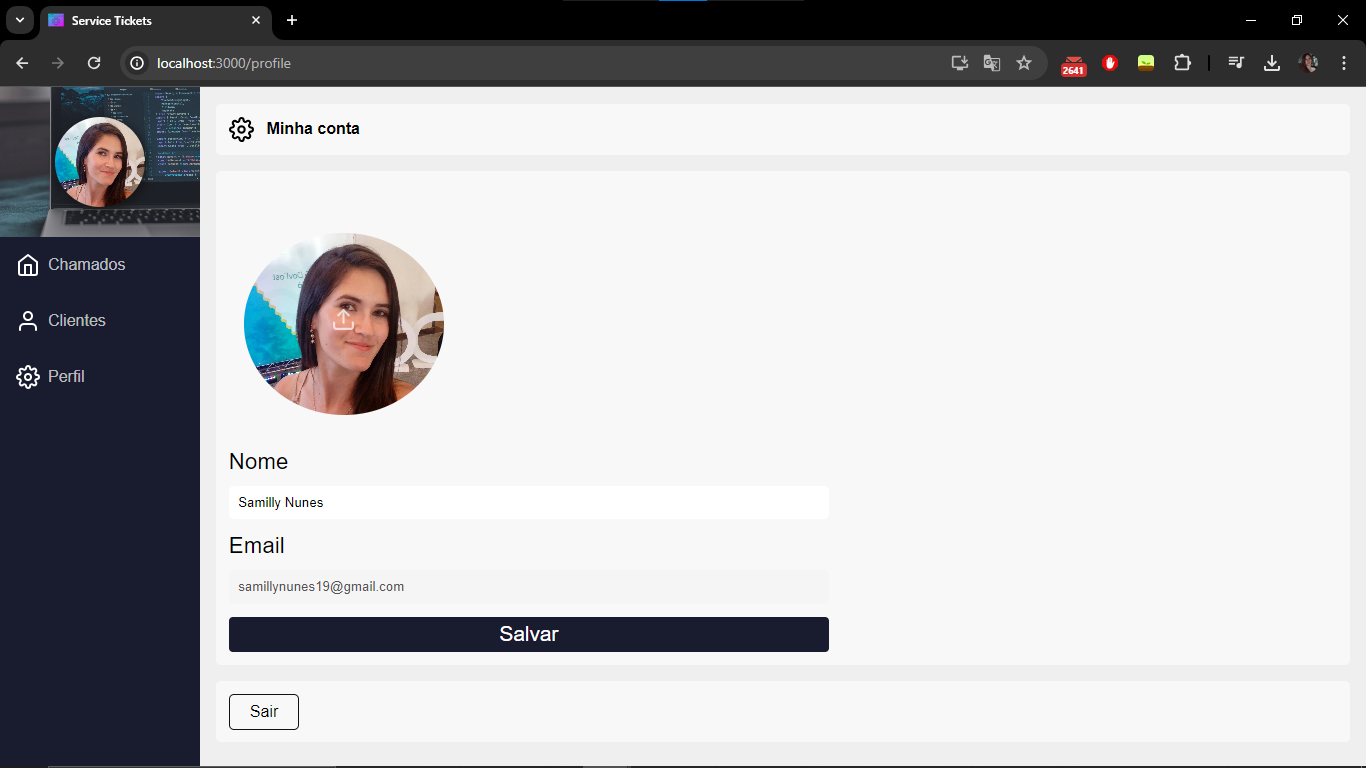 Service Tickets
localhost:3000/profile
2641
Minha conta
Chamados
Clientes
Perfil
Nome
Samilly Nunes
Email
samillynunes19@gmail.com
Salvar
Sair